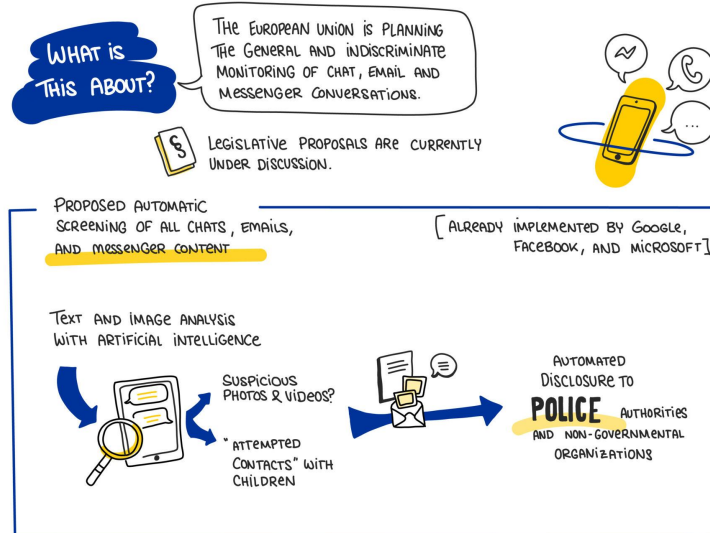 WHAT IS
THIS ABOUT?
THE EUROPEAN UNION IS PLANNING
THE GENERAL AND INDISCRIMINATE
MONITORING OF CHAT, EMAIL AND
MESSENGER CONVERSATIONS.
§
LEGISLATIVE PROPOSALS ARE CURRENTLY
UNDER DISCUSSION.
PROPOSED AUTOMATIC
SCREENING OF ALL CHATS, EMAILS,
AND MESSENGER CONTENT
[ALREADY IMPLEMENTED BY GOOGLE,
FACEBOOK, AND MICROSOFT]
TEXT AND IMAGE ANALYSIS
WITH ARTIFICIAL INTELLIGENCE
SUSPICIOUS
PHOTOS & VIDEOS?
"ATTEMPTED
CONTACTS" WITH
CHILDREN
AUTOMATED
DISCLOSURE TO
POLICE AUTHORITIES
AND NON-GOVERNMENTAL
ORGANIZATIONS